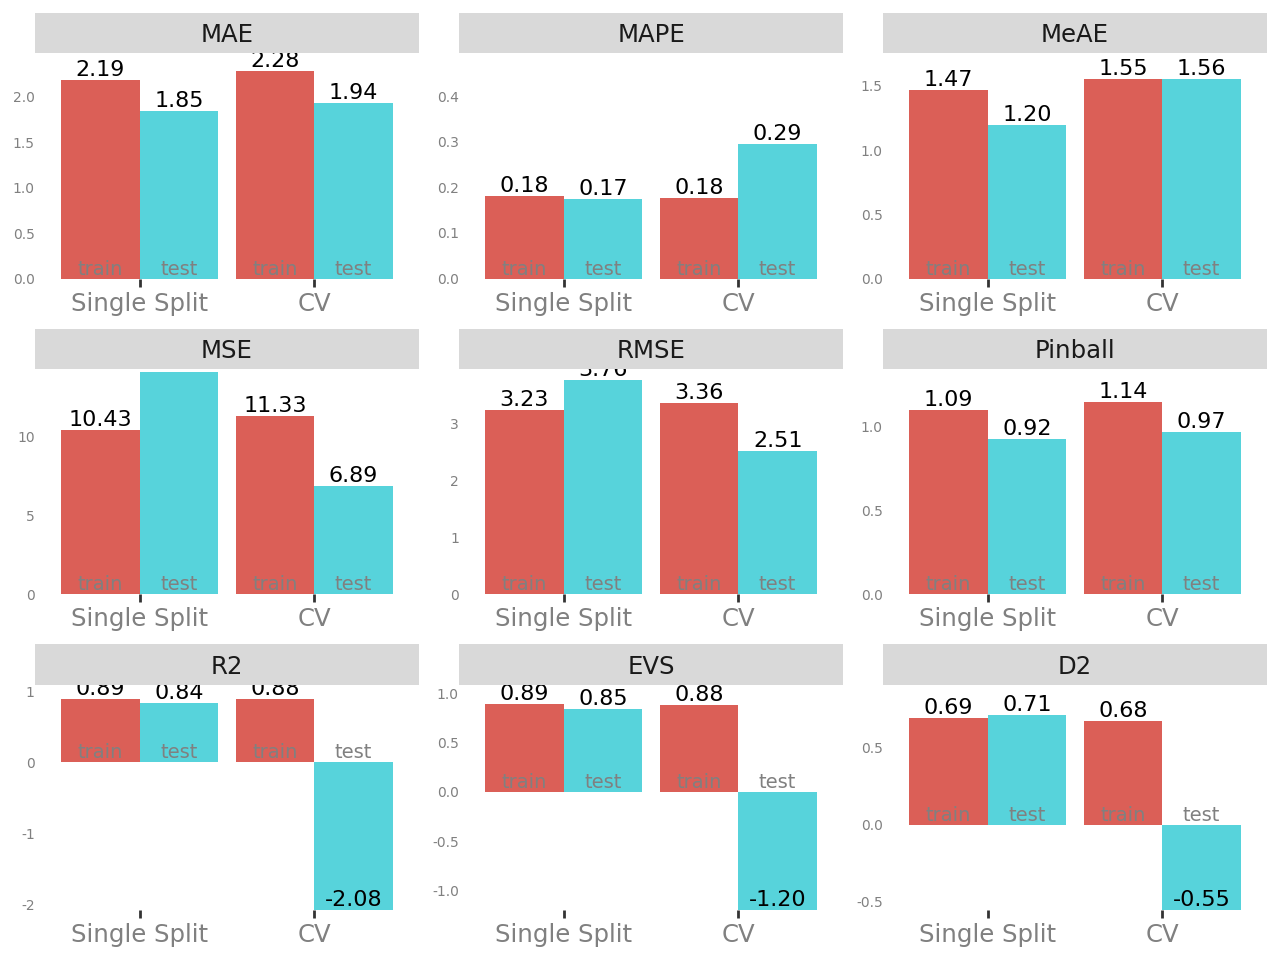 MAE MAPE MeAE
2.19 1.85 2.28 1.94
2.0
1.5
1.0
0.5
0.0
train test train test
Single Split CV
0.18 0.17 0.18 0.29
0.4
0.3
0.2
0.1
0.0
train test train test
Single Split CV
1.47 1.20 1.55 1.56
1.5
1.0
0.5
0.0
train test train test
Single Split CV
MSE RMSE Pinball
10.43 11.33 6.89
10
5
0
train test train test
Single Split CV
3.23 3.76 3.36 2.51
3
2
1
0
train test train test
Single Split CV
1.09 0.92 1.14 0.97
1.0
0.5
0.0
train test train test
Single Split CV
R2 EVS D2
0.89 0.84 0.88
1
0
-1
-2
train test train test
-2.08
Single Split CV
0.89 0.85 0.88
1.0
0.5
0.0
-0.5
-1.0
train test train test
-1.20
Single Split CV
0.69 0.71 0.68
0.5
0.0
-0.5
train test train test
-0.55
Single Split CV